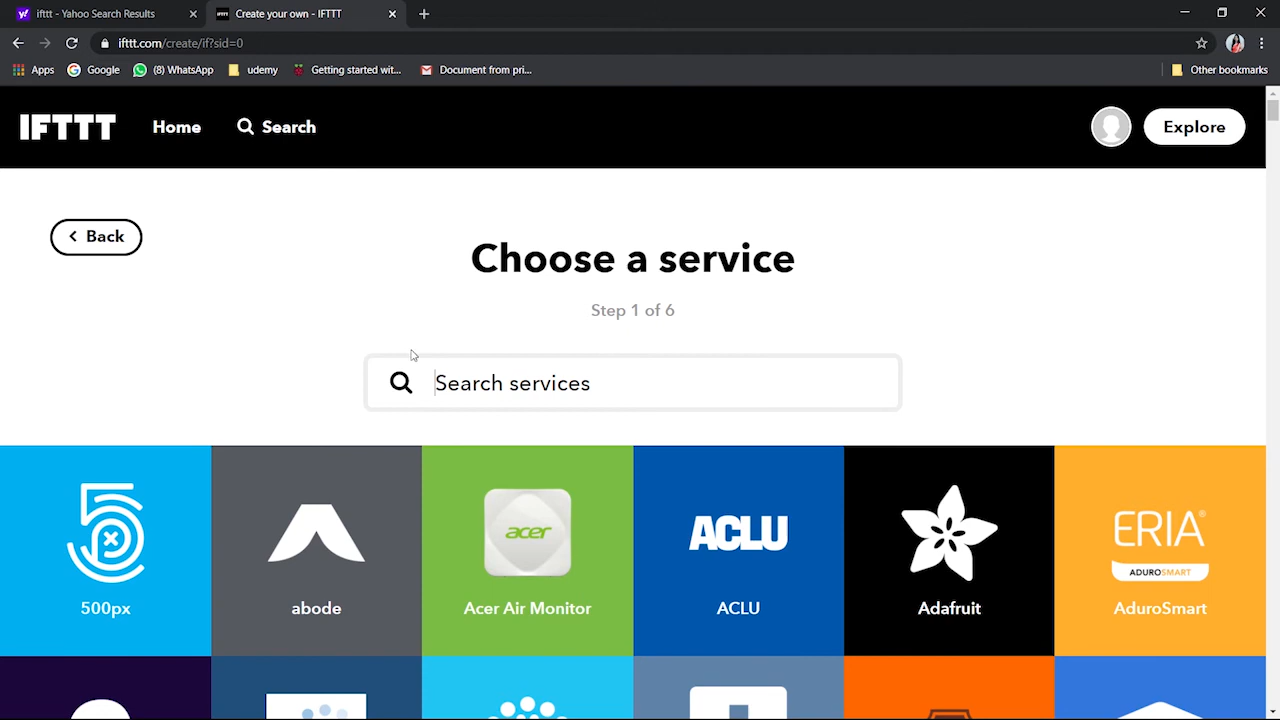 ifttt - Yahoo Search Results
Create your own - IFTTT
ifttt.com/create/if?sid=0
Apps
Google
(8) WhatsApp
udemy
Getting started wit...
Document from pri...
Other bookmarks
IFTTT
Home
Search
Explore
Back
Choose a service
Step 1 of 6
Search services
5
acer
ACLU
ERIA®
ADUROSMART
500px
abode
Acer Air Monitor
ACLU
Adafruit
AduroSmart